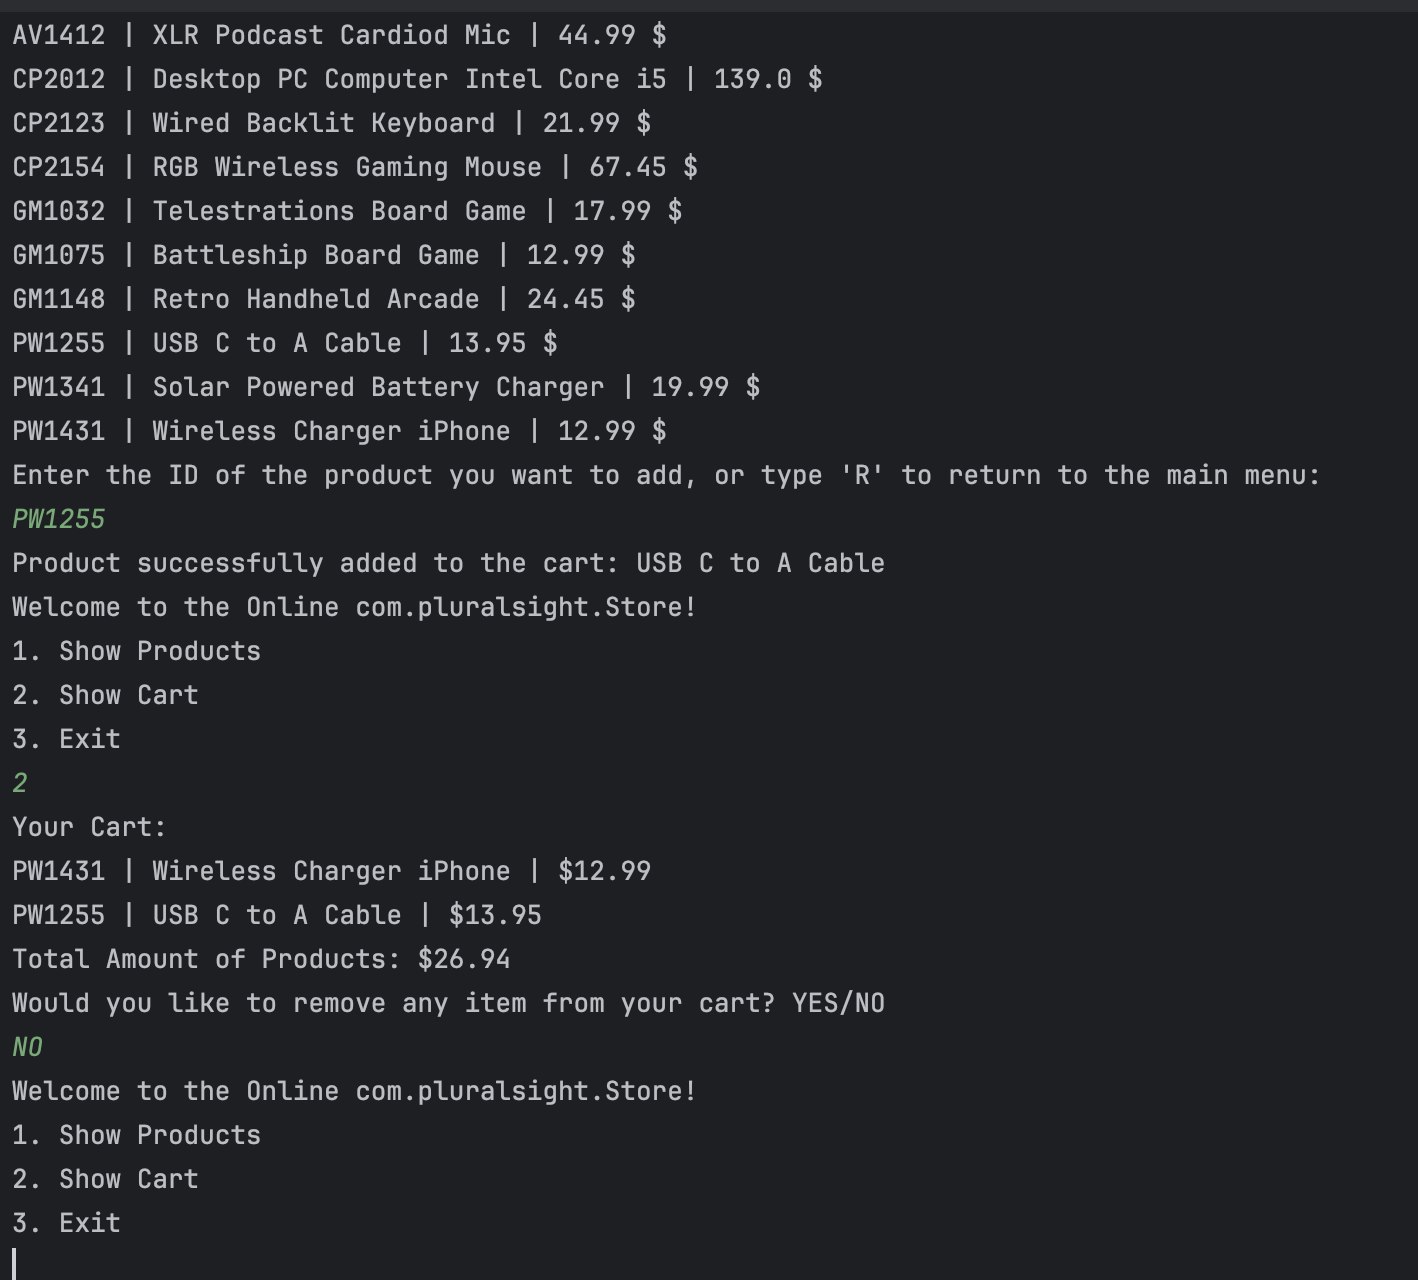 AV1412 | XLR Podcast Cardiod Mic | 44.99 $
CP2012 | Desktop PC Computer Intel Core i5 | 139.0 $
CP2123 | Wired Backlit Keyboard | 21.99 $
CP2154 | RGB Wireless Gaming Mouse | 67.45 $
GM1032 | Telestrations Board Game | 17.99 $
GM1075 | Battleship Board Game | 12.99 $
GM1148 | Retro Handheld Arcade | 24.45 $
PW1255 | USB C to A Cable | 13.95 $
PW1341 | Solar Powered Battery Charger | 19.99 $
PW1431 | Wireless Charger iPhone | 12.99 $
Enter the ID of the product you want to add, or type 'R' to return to the main menu:
PW1255
Product successfully added to the cart: USB C to A Cable
Welcome to the Online com.pluralsight.Store!
1. Show Products
2. Show Cart
3. Exit
2
Your Cart:
PW1431 | Wireless Charger iPhone | $12.99
PW1255 | USB C to A Cable | $13.95
Total Amount of Products: $26.94
Would you like to remove any item from your cart? YES/NO
NO
Welcome to the Online com.pluralsight.Store!
1. Show Products
2. Show Cart
3. Exit